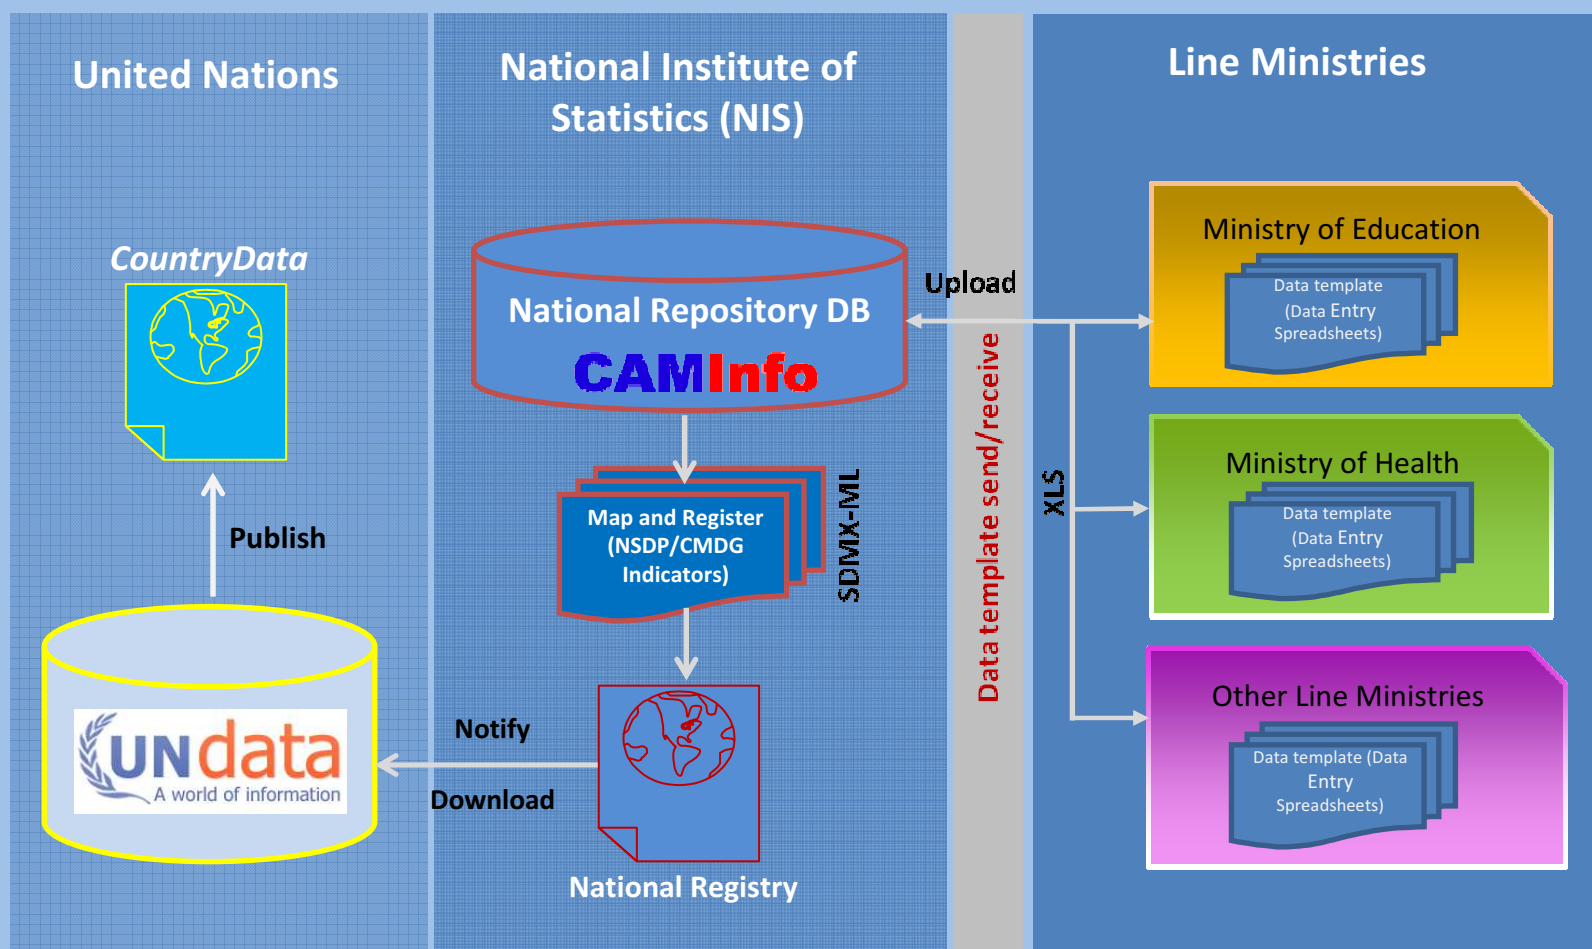 United Nations
CountryData
Publish
UNdata
A world of information
National Institute of
Statistics (NIS)
National Repository DB
CAMInfo
Map and Register
(NSDP/CMDG
Indicators)
SDMX-ML
Notify
Download
National Registry
Upload
Data template send/receive
XLS
Line Ministries
Ministry of Education
Data template
(Data Entry
Spreadsheets)
Ministry of Health
Data template
(Data Entry
Spreadsheets)
Other Line Ministries
Data template (Data
Entry
Spreadsheets)